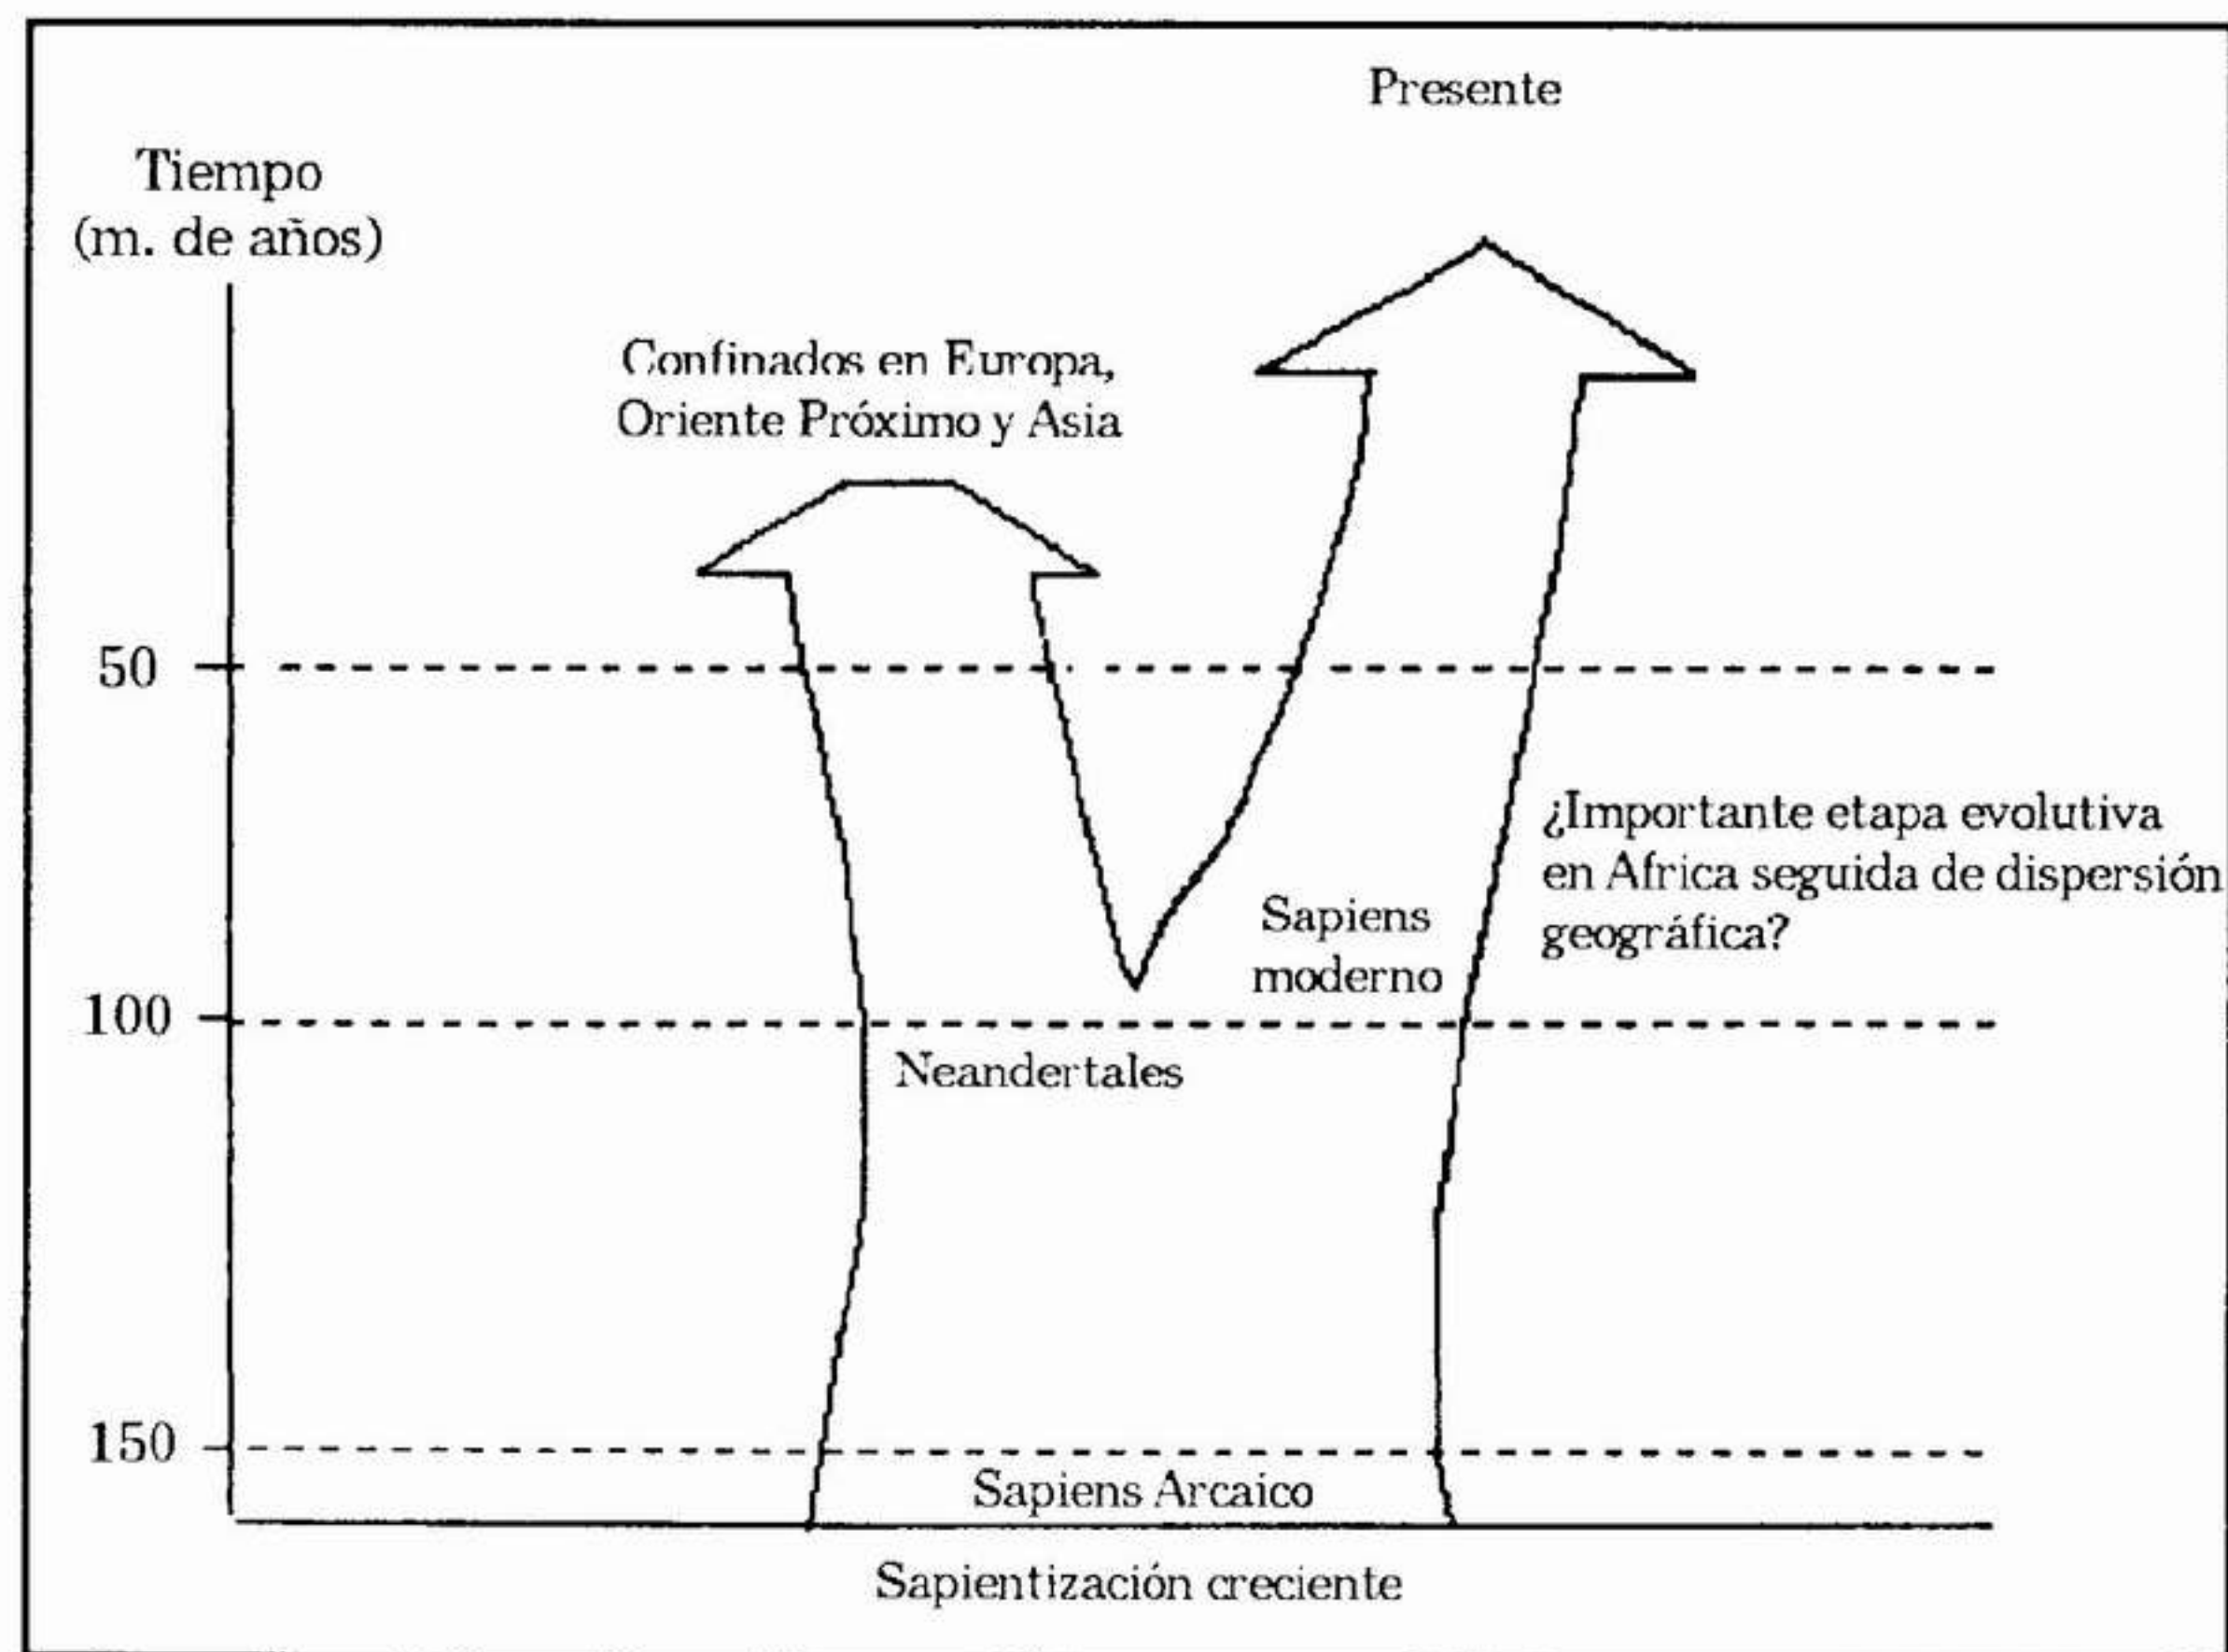 Presente
Tiempo
(m. de años)
Confinados en Europa,
Oriente Próximo y Asia
50
¿Importante etapa evolutiva
en Africa seguida de dispersión
geográfica?
Sapiens
moderno
100
Neandertales
150
Sapiens Arcaico
Sapientización creciente